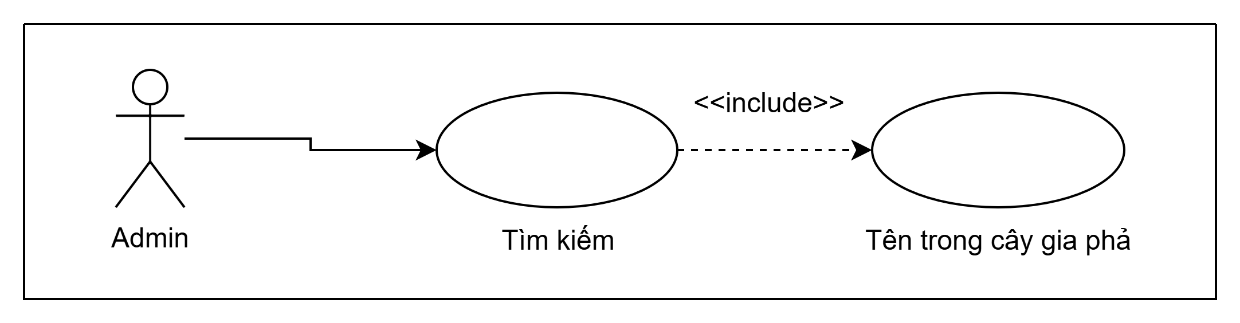 <<include>>
Admin
Tìm kiếm
Tên trong cây gia phả